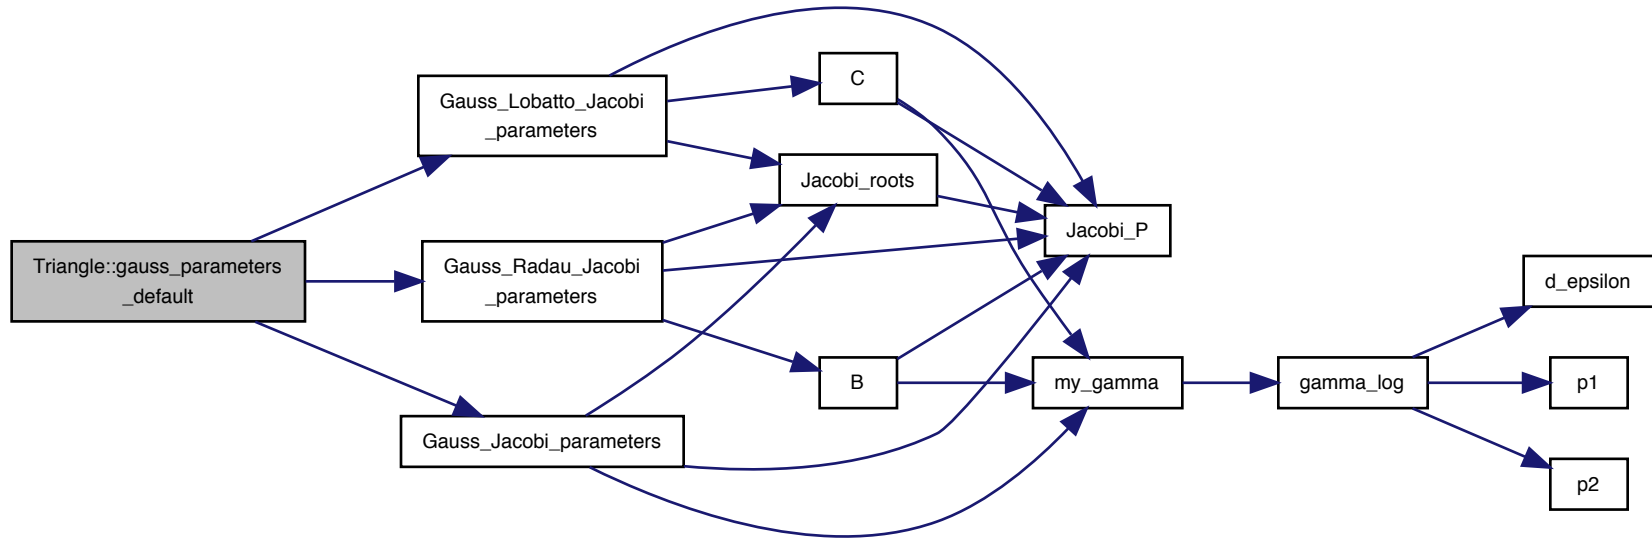 Triangle::gauss_parameters
_default
Gauss_Lobatto_Jacobi
_parameters
Gauss_Radau_Jacobi
_parameters
Gauss_Jacobi_parameters
C
Jacobi_roots
B
Jacobi_P
my_gamma
gamma_log
d_epsilon
p1
p2